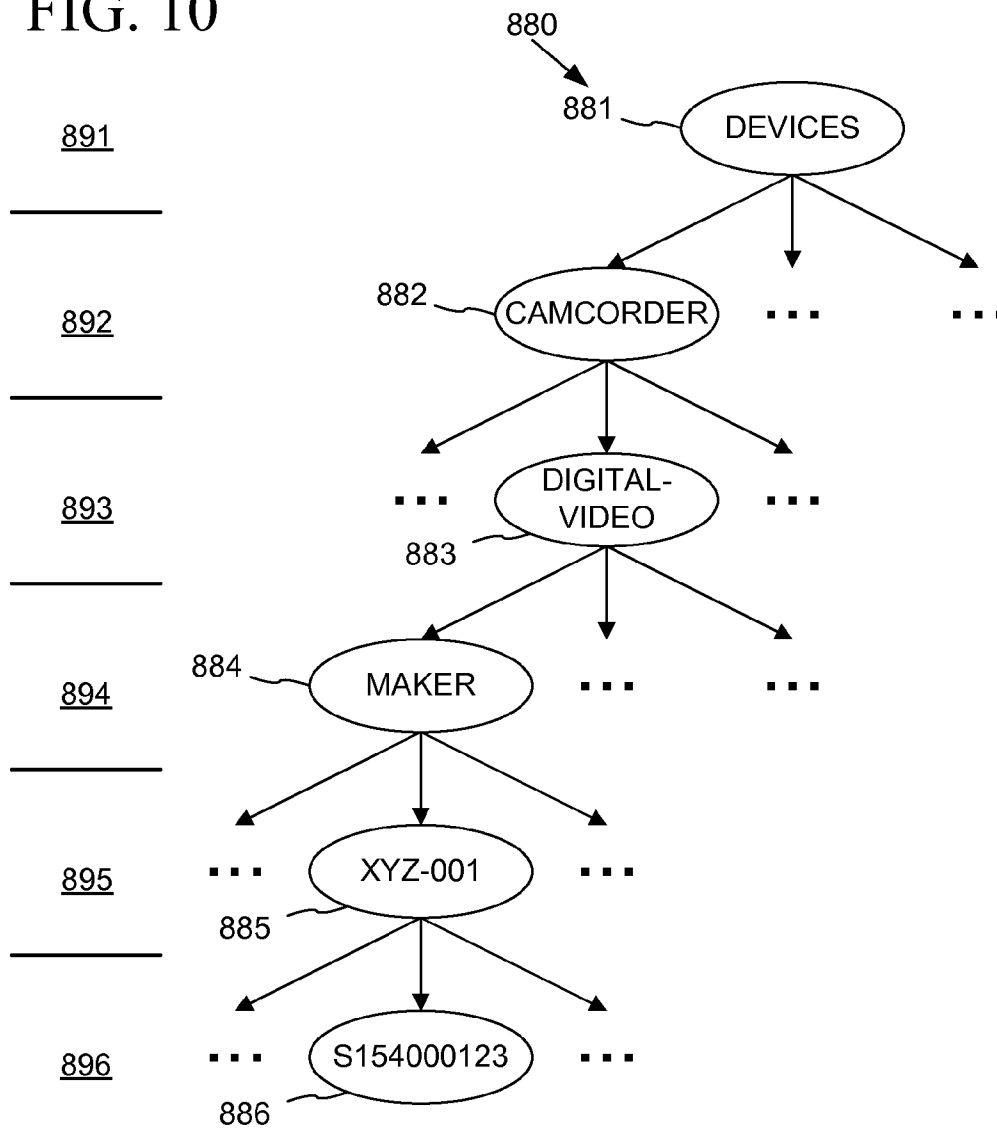 FIG. 10
880
881
DEVICES
891
882
CAMCORDER
... ...
892
... DIGITAL-
VIDEO ...
893
883
884
MAKER
... ...
894
... XYZ-001 ...
895
885
... S154000123 ...
896
886